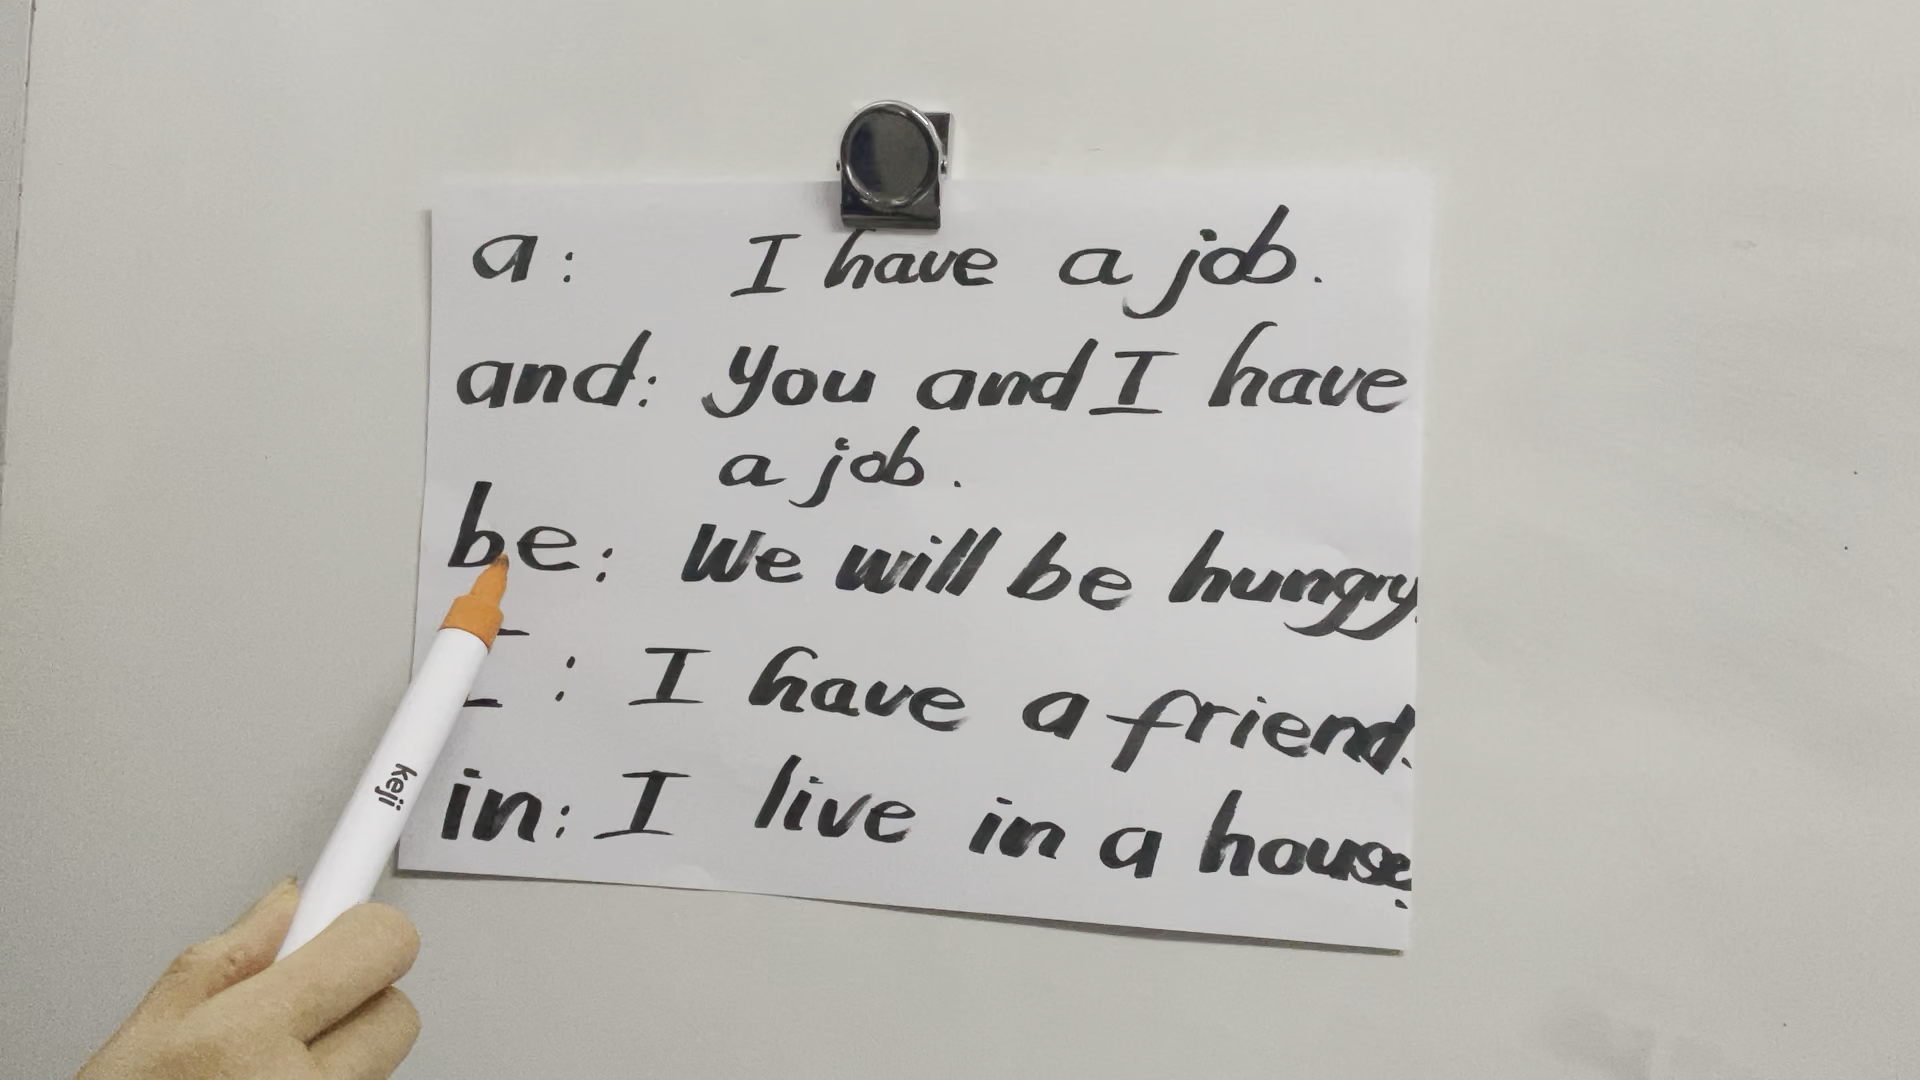 a: I have a job.
and: You and I have
a job.
be: We will be hungry.
I : I have a friend.
in: I live in a house.
keji